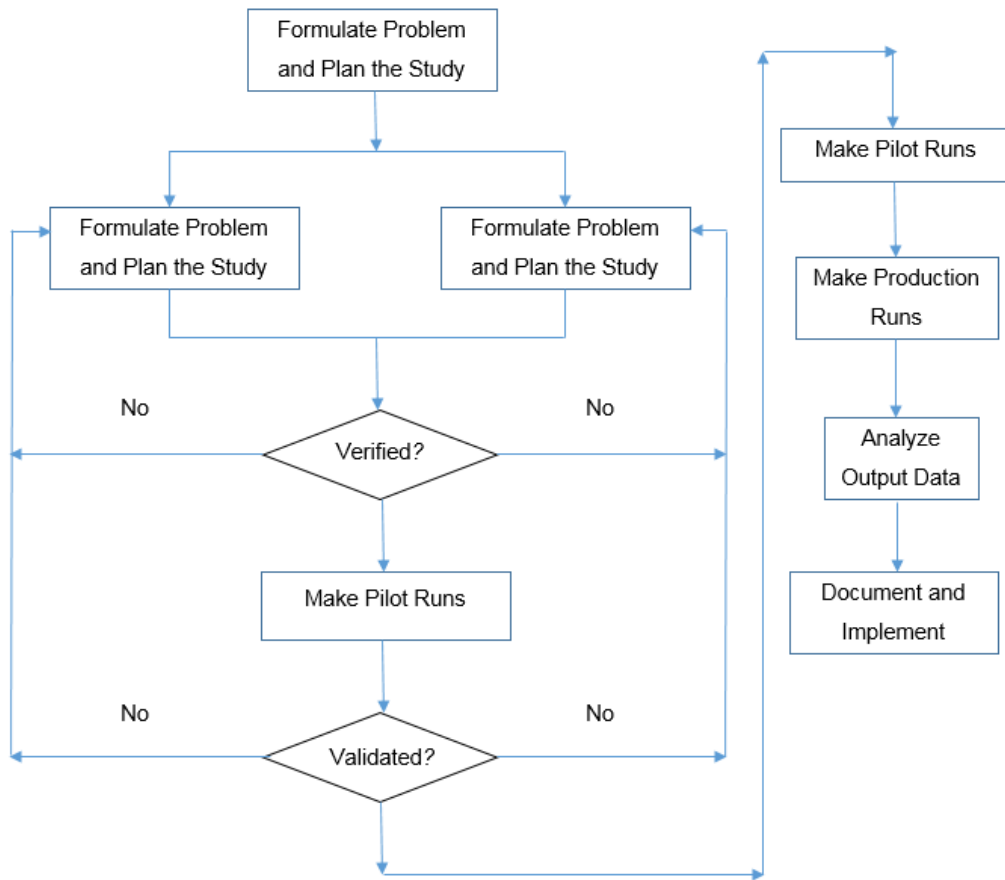 Formulate Problem
and Plan the Study
Formulate Problem
and Plan the Study
Formulate Problem
and Plan the Study
No
No
Verified?
Make Pilot Runs
No
No
Validated?
Make Pilot Runs
Make Production
Runs
Analyze
Output Data
Document and
Implement